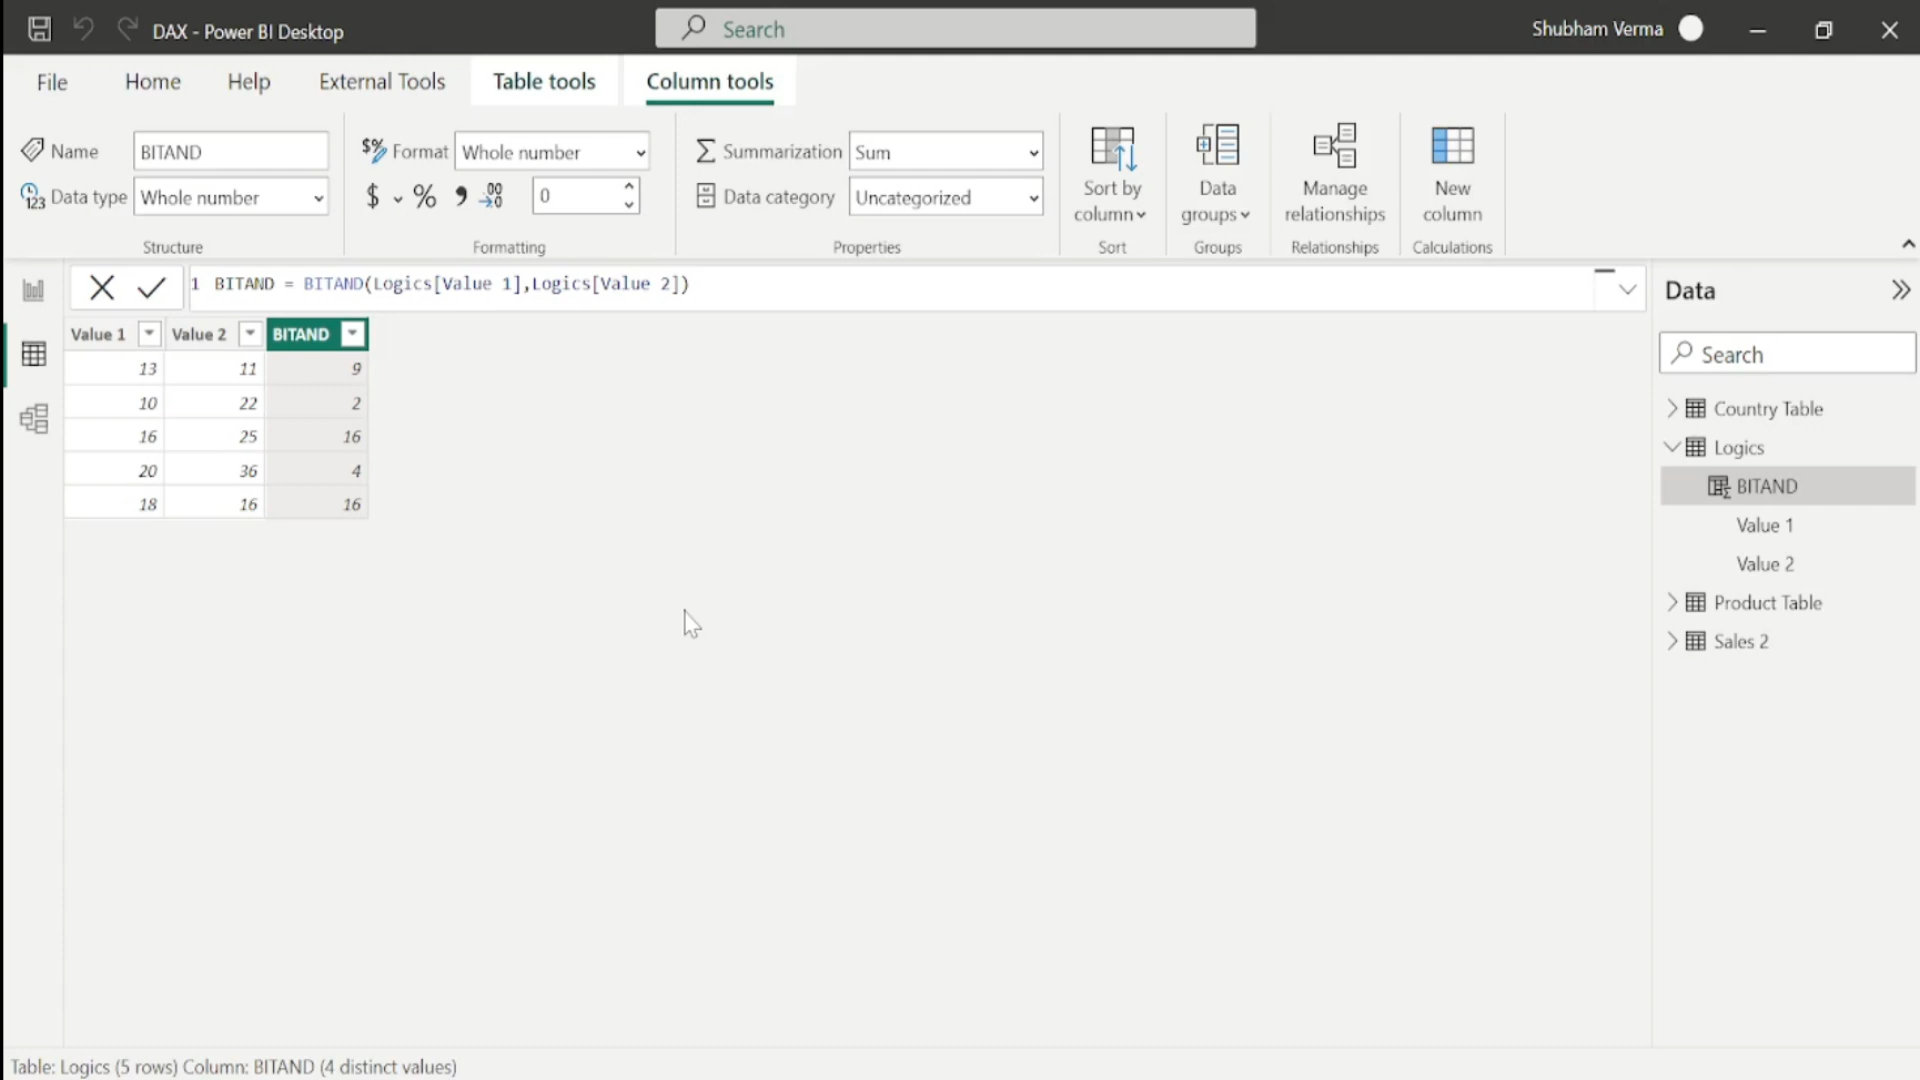 DAX - Power BI Desktop
Search
Shubham Verma
File
Home
Help
External Tools
Table tools
Column tools
Name
BITAND
Data type
Whole number
Structure
Format
Whole number
$ % 0
Formatting
Summarization
Sum
Data category
Uncategorized
Properties
Sort by
column
Sort
Data
groups
Groups
Manage
relationships
Relationships
New
column
Calculations
1 BITAND = BITAND(Logics[Value 1],Logics[Value 2])
Value 1 Value 2 BITAND
13 11 9
10 22 2
16 25 16
20 36 4
18 16 16
Data
Search
Country Table
Logics
BITAND
Value 1
Value 2
Product Table
Sales 2
Table: Logics (5 rows) Column: BITAND (4 distinct values)